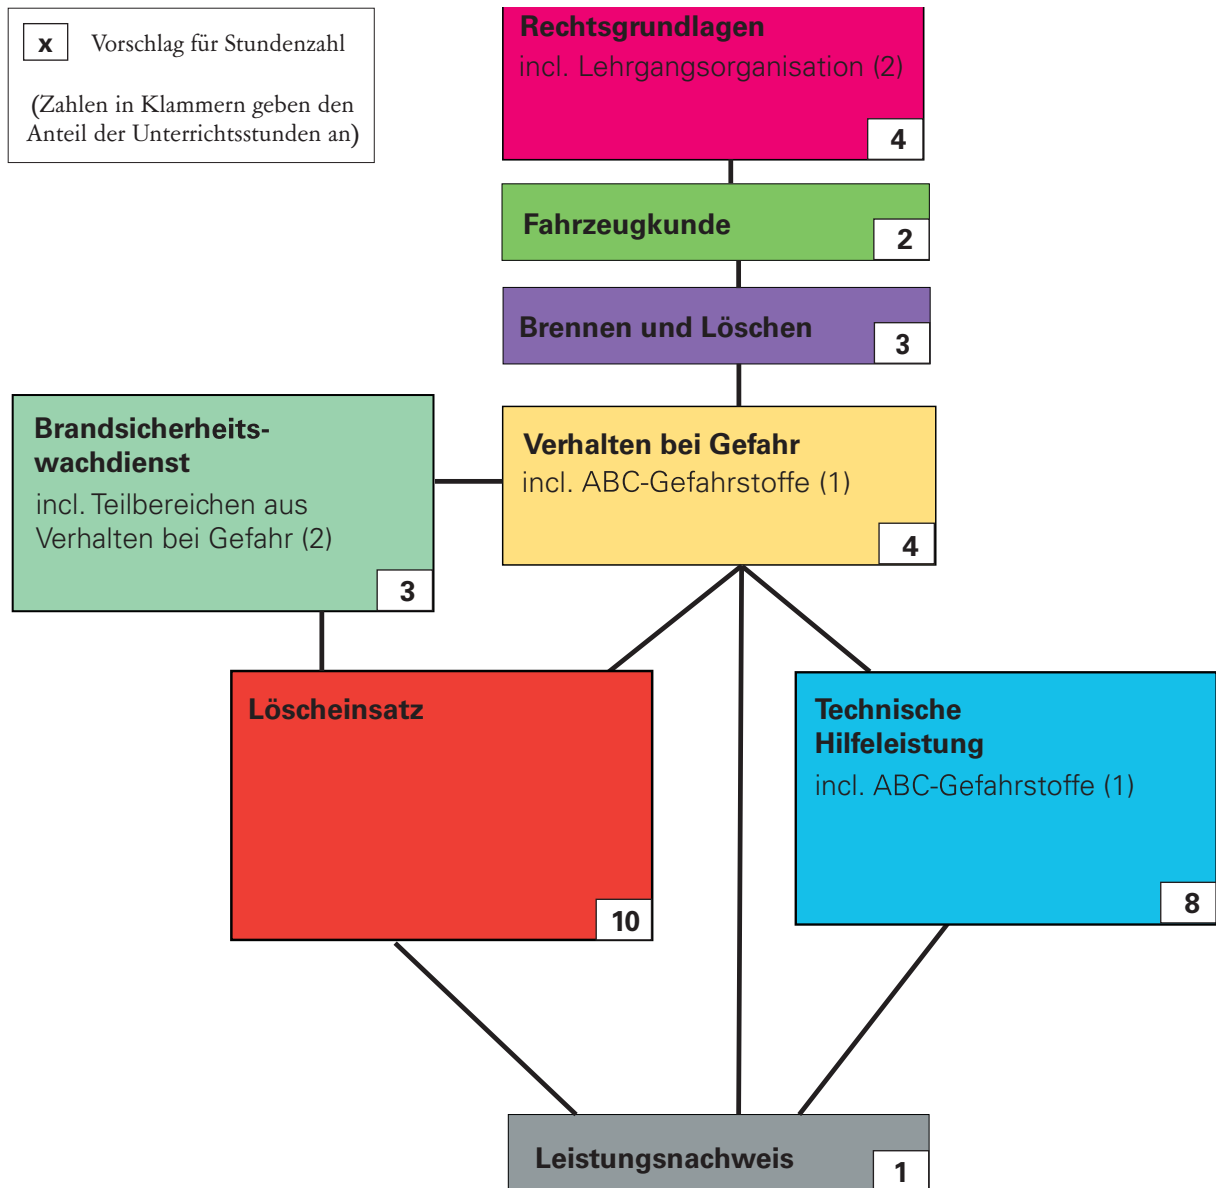 x Vorschlag für Stundenzahl
(Zahlen in Klammern geben den
Anteil der Unterrichtsstunden an)
Rechtsgrundlagen
incl. Lehrgangsorganisation (2)
4
Fahrzeugkunde
2
Brennen und Löschen
3
Brandsicherheits-
wachdienst
incl. Teilbereichen aus
Verhalten bei Gefahr (2)
3
Verhalten bei Gefahr
incl. ABC-Gefahrstoffe (1)
4
Löscheinsatz
10
Technische
Hilfeleistung
incl. ABC-Gefahrstoffe (1)
8
Leistungsnachweis
1